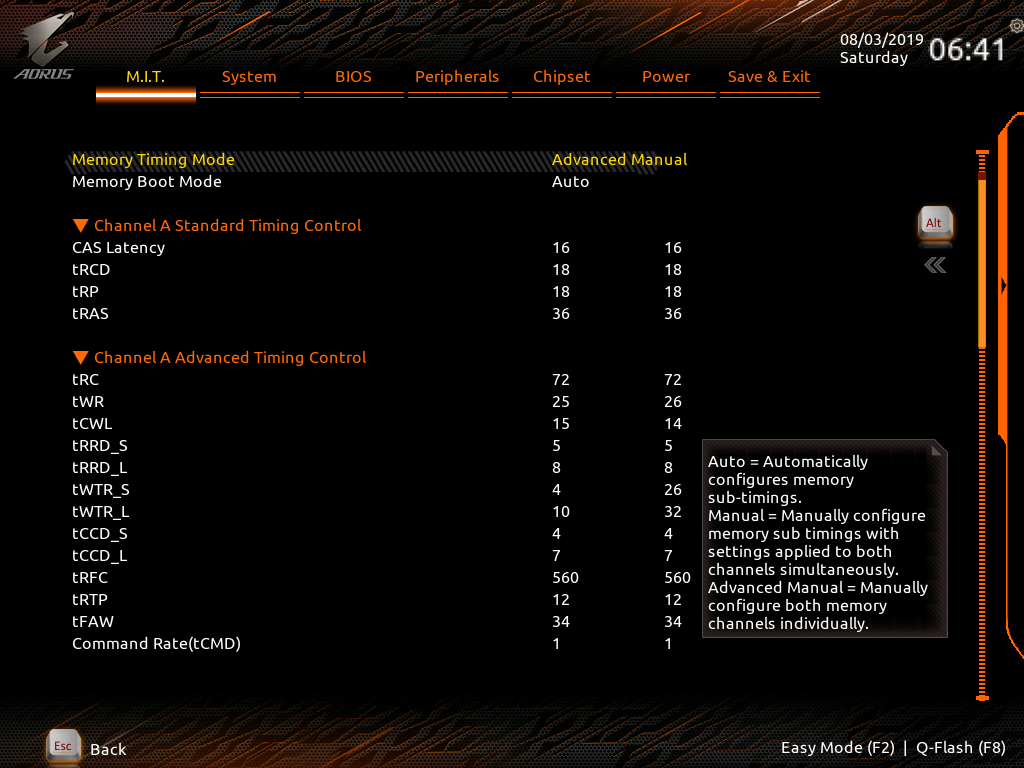 AORUS
08/03/2019 06:41
Saturday
M.I.T. System BIOS Peripherals Chipset Power Save & Exit
Memory Timing Mode Advanced Manual
Memory Boot Mode Auto
▼ Channel A Standard Timing Control
CAS Latency 16 16
tRCD 18 18
tRP 18 18
tRAS 36 36
▼ Channel A Advanced Timing Control
tRC 72 72
tWR 25 26
tCWL 15 14
tRRD_S 5 5
tRRD_L 8 8
tWTR_S 4 26
tWTR_L 10 32
tCCD_S 4 4
tCCD_L 7 7
tRFC 560 560
tRTP 12 12
tFAW 34 34
Command Rate(tCMD) 1 1
Alt
Auto = Automatically
configures memory
sub-timings.
Manual = Manually configure
memory sub timings with
settings applied to both
channels simultaneously.
Advanced Manual = Manually
configure both memory
channels individually.
Esc Back
Easy Mode (F2) | Q-Flash (F8)